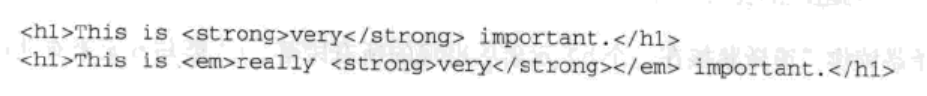 <h1>This is <strong>very</strong> important.</h1>
<h1>This is <em>really <strong>very</strong></em> important.</h1>